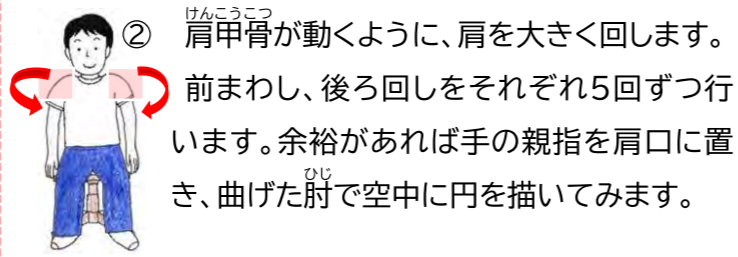 けんこうこつ
② 肩甲骨が動くように、肩を大きく回します。
前まわし、後ろ回しをそれぞれ5回ずつ行
います。余裕があれば手の親指を肩口に置
ひじ
き、曲げた肘で空中に円を描いてみます。